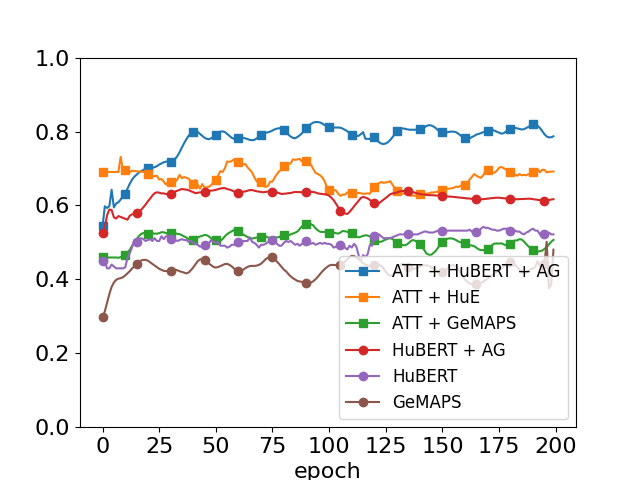 1.0
0.8
0.6
0.4
0.2
0.0
ATT + HuBERT + AG
ATT + HuE
ATT + GeMAPS
HuBERT + AG
HuBERT
GeMAPS
0 25 50 75 100 125 150 175 200
epoch